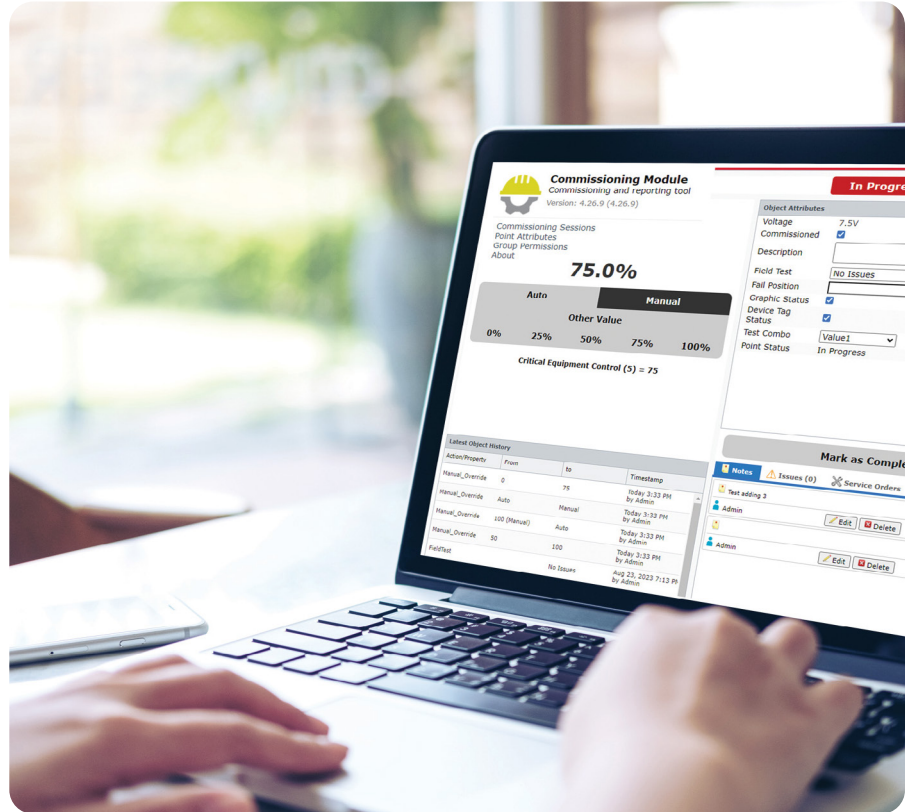 Commissioning Module
Commissioning and reporting tool
Version: 4.26.9 (4.26.9)
Commissioning Sessions
Point Attributes
Group Permissions
About
75.0%
Auto Manual
Other Value
0% 25% 50% 75% 100%
Critical Equipment Control (5) = 75
Latest Object History
Action/Property From to Timestamp
Manual_Override 0 75 Today 3:33 PM
by Admin
Manual_Override Auto Manual Today 3:33 PM
by Admin
Manual_Override 100 (Manual) Auto Today 3:33 PM
by Admin
Manual_Override 50 100 Today 3:33 PM
by Admin
FieldTest No Issues Aug 23, 2023 7:13 PM
by Admin
In Progre
Object Attributes
Voltage 7.5V
Commissioned
Description
Field Test No Issues
Fail Position
Graphic Status
Device Tag
Status
Test Combo Value1
Point Status In Progress
Mark as Comple
Notes Issues (0) Service Orders
Test adding 3
Admin Edit Delete
Admin Edit Delete